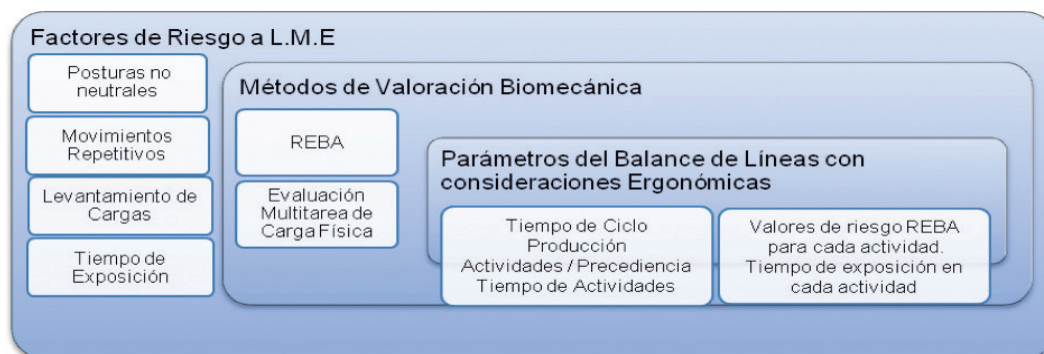 Factores de Riesgo a L.M.E
Posturas no
neutrales
Movimientos
Repetitivos
Levantamiento de
Cargas
Tiempo de
Exposición
Métodos de Valoración Biomecánica
REBA
Evaluación
Multitarea de
Carga Física
Parámetros del Balance de Líneas con
consideraciones Ergonómicas
Tiempo de Ciclo
Producción
Actividades / Precediencia
Tiempo de Actividades
Valores de riesgo REBA
para cada actividad.
Tiempo de exposición en
cada actividad